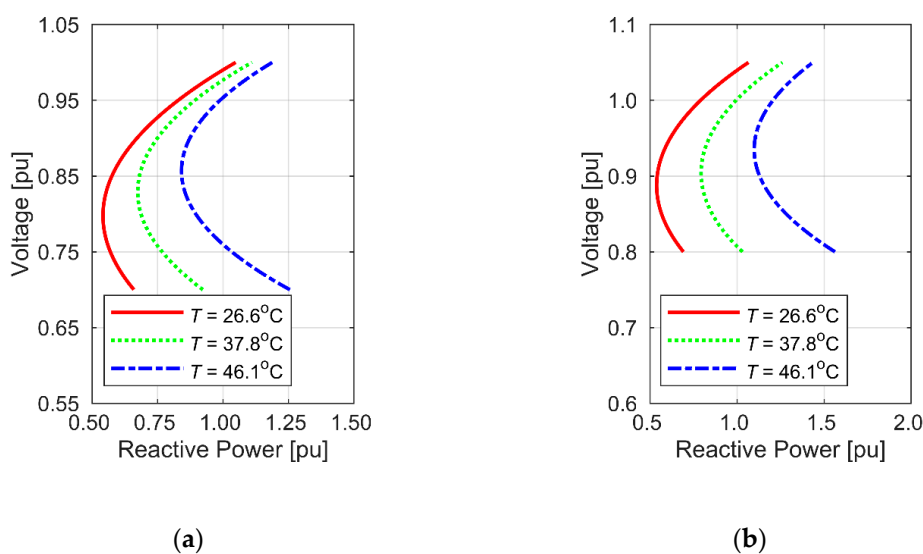 1.05
0.95
0.85
0.75
0.65
0.55
Voltage [pu]
T = 26.6°C
T = 37.8°C
T = 46.1°C
0.50 0.75 1.00 1.25 1.50
Reactive Power [pu]
(a)
1.1
1.0
0.9
0.8
0.7
0.6
Voltage [pu]
T = 26.6°C
T = 37.8°C
T = 46.1°C
0.5 1.0 1.5 2.0
Reactive Power [pu]
(b)